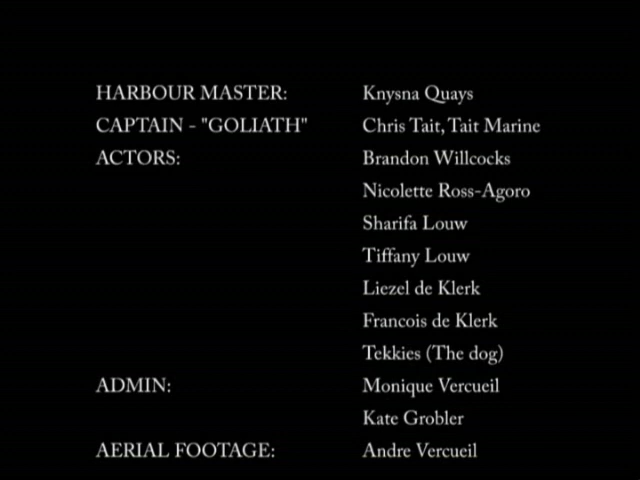 HARBOUR MASTER: Knysna Quays
CAPTAIN - "GOLIATH" Chris Tait, Tait Marine
ACTORS: Brandon Willcocks
Nicolette Ross-Agoro
Sharifa Louw
Tiffany Louw
Liezel de Klerk
Francois de Klerk
Tekkies (The dog)
ADMIN: Monique Vercueil
Kate Grobler
AERIAL FOOTAGE: Andre Vercueil